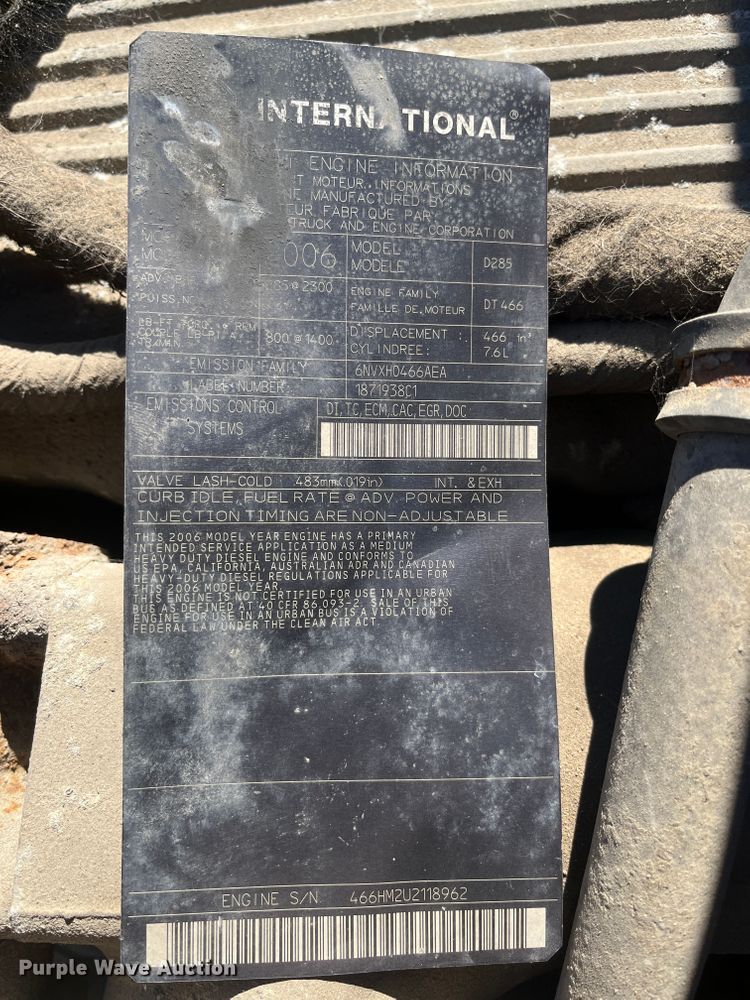 INTERN TIONAL®
ENGINE INFORMATION
T MOTEUR INFORMATIONS
MANUFACTURED BY
EUR FABRIQUE PAR
TRUCK AND ENGINE CORPORATION
006 MODEL
MODELE D285
@ 2300 ENGINE FAMILY
FAMILLE DE MOTEUR DT 466
800 @ 1400 DISPLACEMENT : 466 in³
CYLINDREE: 7.6L
EMISSION FAMILY 6NVXH0466AEA
LABEL NUMBER 1871938C1
EMISSIONS CONTROL DI,TC,ECM,CAC,EGR,DOC
SYSTEMS
VALVE LASH-COLD .483mm(.019in) INT. & EXH
CURB IDLE, FUEL RATE @ ADV. POWER AND
INJECTION TIMING ARE NON-ADJUSTABLE
THIS 2006 MODEL YEAR ENGINE HAS A PRIMARY
INTENDED SERVICE APPLICATION AS A MEDIUM
HEAVY DUTY DIESEL ENGINE AND CONFORMS TO
US EPA, CALIFORNIA, AUSTRALIAN ADR AND CANADIAN
HEAVY-DUTY DIESEL REGULATIONS APPLICABLE FOR
THIS 2006 MODEL YEAR.
THIS ENGINE IS NOT CERTIFIED FOR USE IN AN URBAN
BUS AS DEFINED AT 40 CFR 86 093-2. SALE OF THIS
ENGINE FOR USE IN AN URBAN BUS IS A VIOLATION OF
FEDERAL LAW UNDER THE CLEAN AIR ACT
ENGINE S/N 466HM2U2118962
Purple Wave Auction